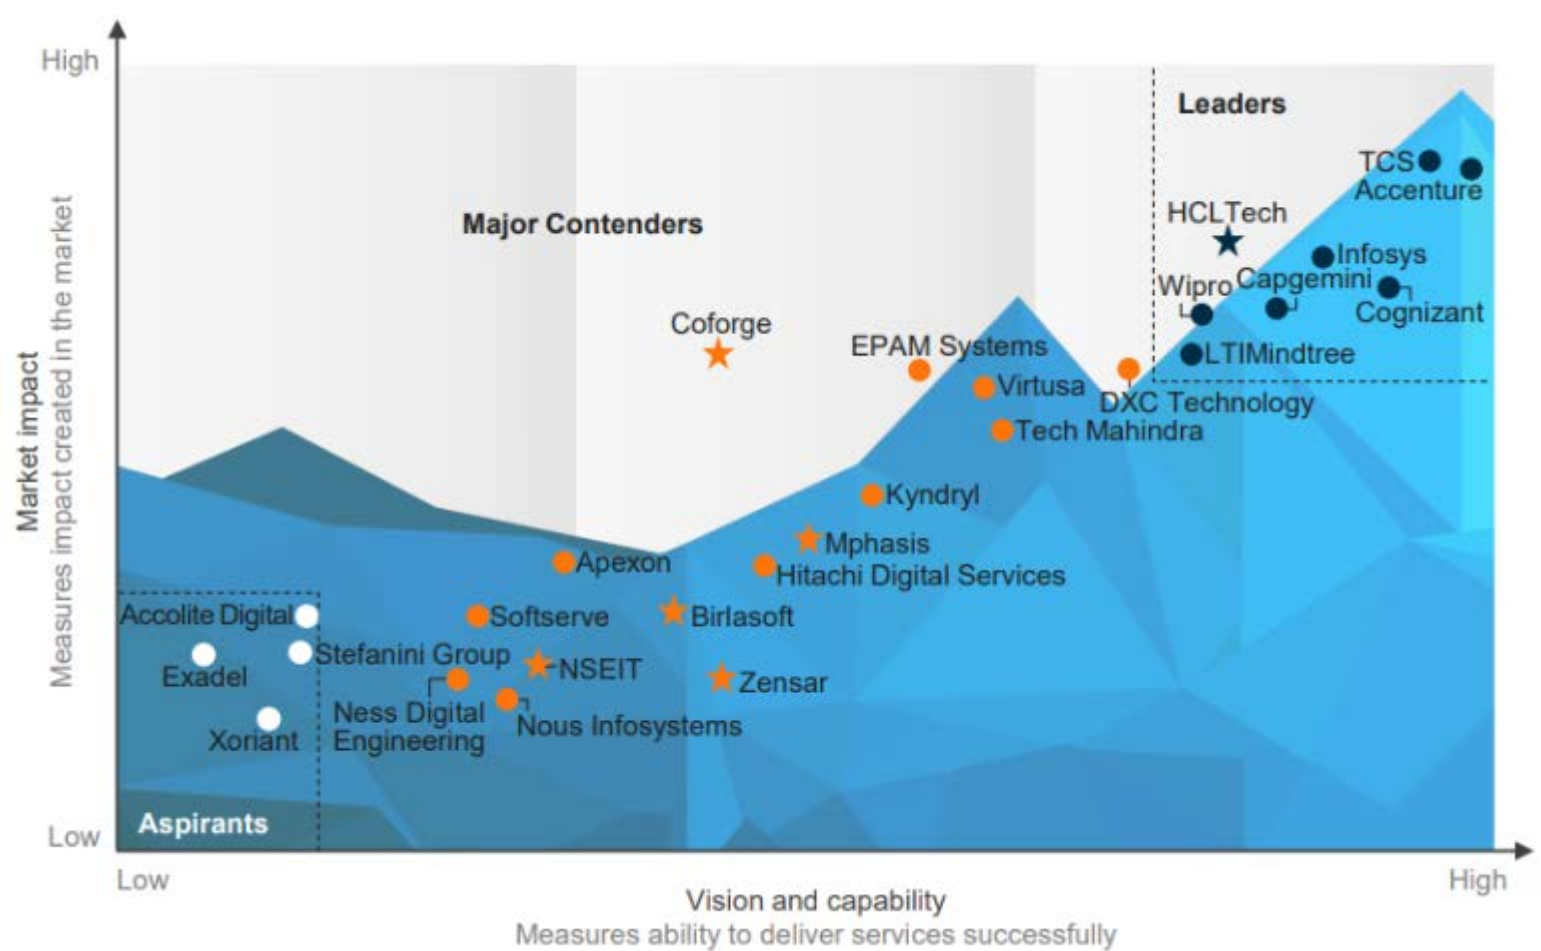 High
Leaders
TCS
Accenture
HCLTech
Major Contenders
Infosys
Wipro
Capgemini
Cognizant
Coforge
EPAM Systems
LTIMindtree
Virtusa
DXC Technology
Tech Mahindra
Market impact
Measures impact created in the market
Kyndryl
Mphasis
Apexon
Hitachi Digital Services
Accolite Digital
Softserve
Birlasoft
Stefanini Group
NSEIT
Exadel
Zensar
Ness Digital
Engineering
Nous Infosystems
Xoriant
Aspirants
Low
Low
High
Vision and capability
Measures ability to deliver services successfully